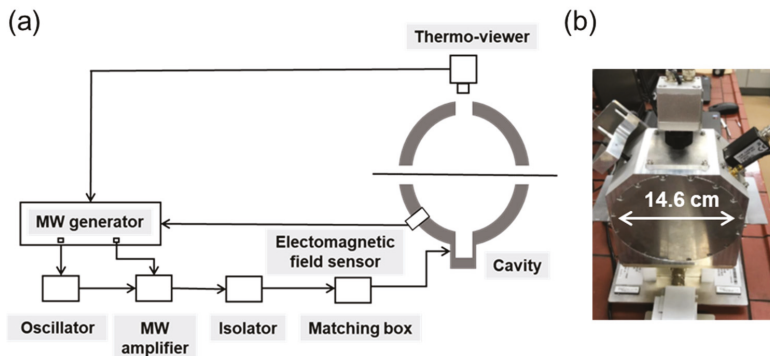 (a)
(b)
Thermo-viewer
MW generator
14.6 cm
Electomagnetic
field sensor
Cavity
Oscillator
MW
amplifier
Isolator
Matching box